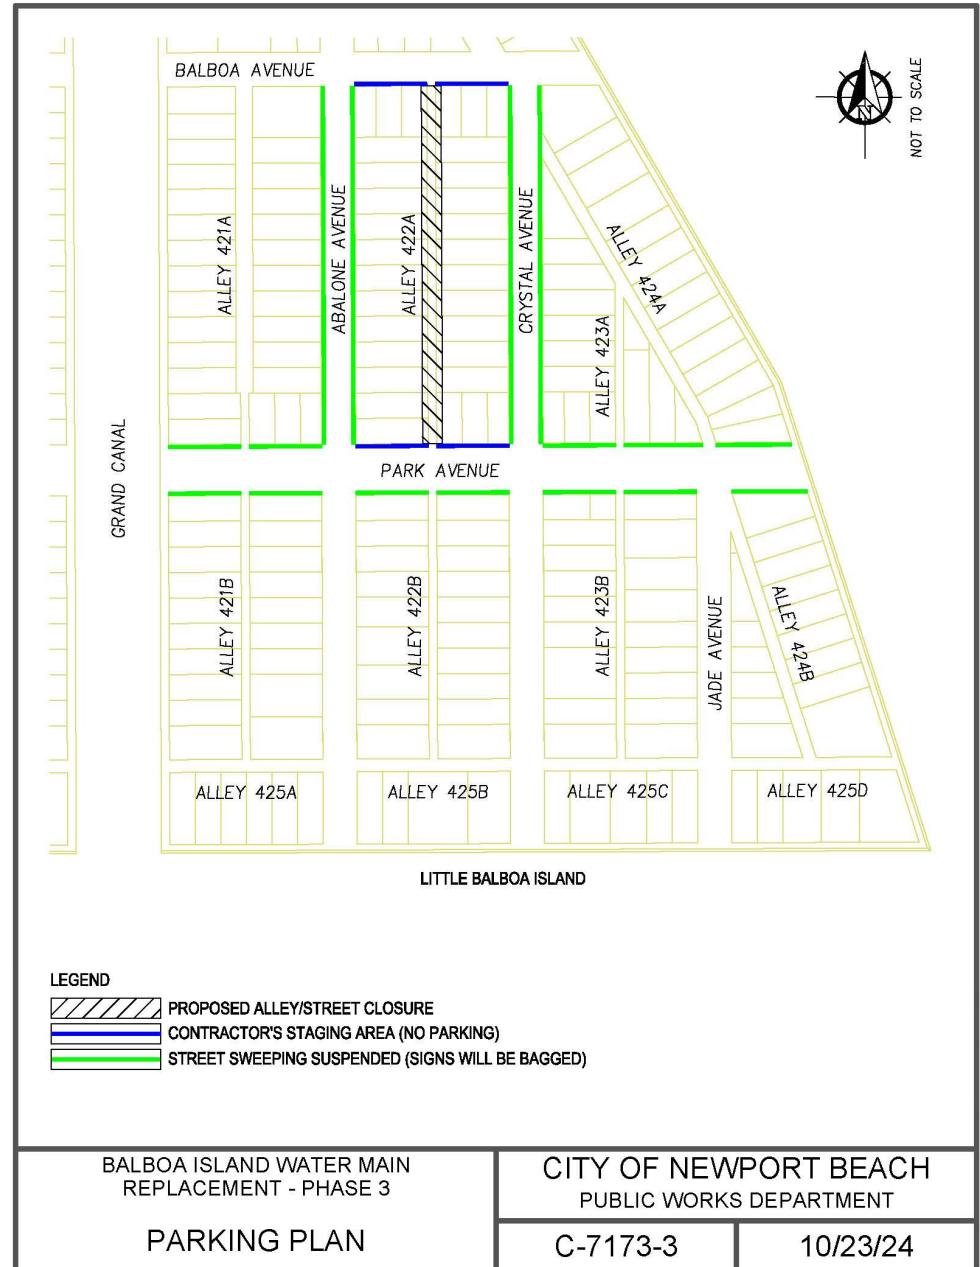 BALBOA AVENUE
N
NOT TO SCALE
ALLEY 421A
ABALONE AVENUE
ALLEY 422A
CRYSTAL AVENUE
ALLEY 424A
ALLEY 423A
GRAND CANAL
PARK AVENUE
ALLEY 421B
ALLEY 422B
ALLEY 423B
JADE AVENUE
ALLEY 424B
ALLEY 425A
ALLEY 425B
ALLEY 425C
ALLEY 425D
LITTLE BALBOA ISLAND
LEGEND
PROPOSED ALLEY/STREET CLOSURE
CONTRACTOR'S STAGING AREA (NO PARKING)
STREET SWEEPING SUSPENDED (SIGNS WILL BE BAGGED)
BALBOA ISLAND WATER MAIN
REPLACEMENT - PHASE 3
PARKING PLAN
CITY OF NEWPORT BEACH
PUBLIC WORKS DEPARTMENT
C-7173-3
10/23/24